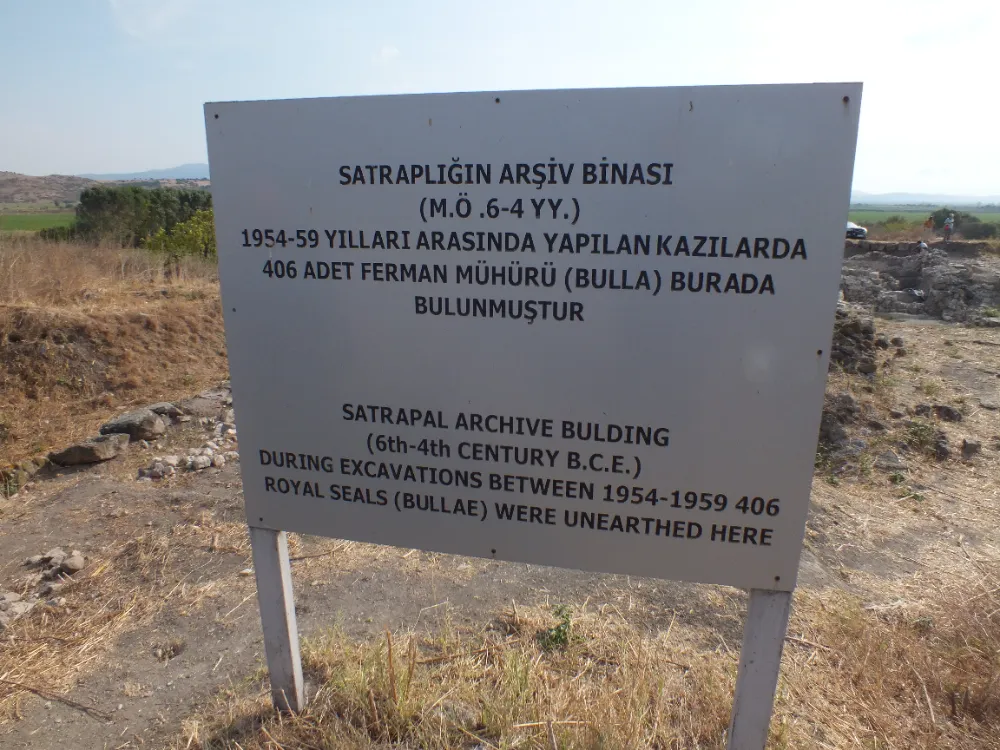 SATRAPLIĞIN ARŞİV BİNASI
(M.Ö .6-4 YY.)
1954-59 YILLARI ARASINDA YAPILAN KAZILARDA
406 ADET FERMAN MÜHÜRÜ (BULLA) BURADA
BULUNMUŞTUR
SATRAPAL ARCHIVE BULDING
(6th-4th CENTURY B.C.E.)
DURING EXCAVATIONS BETWEEN 1954-1959 406
ROYAL SEALS (BULLAE) WERE UNEARTHED HERE